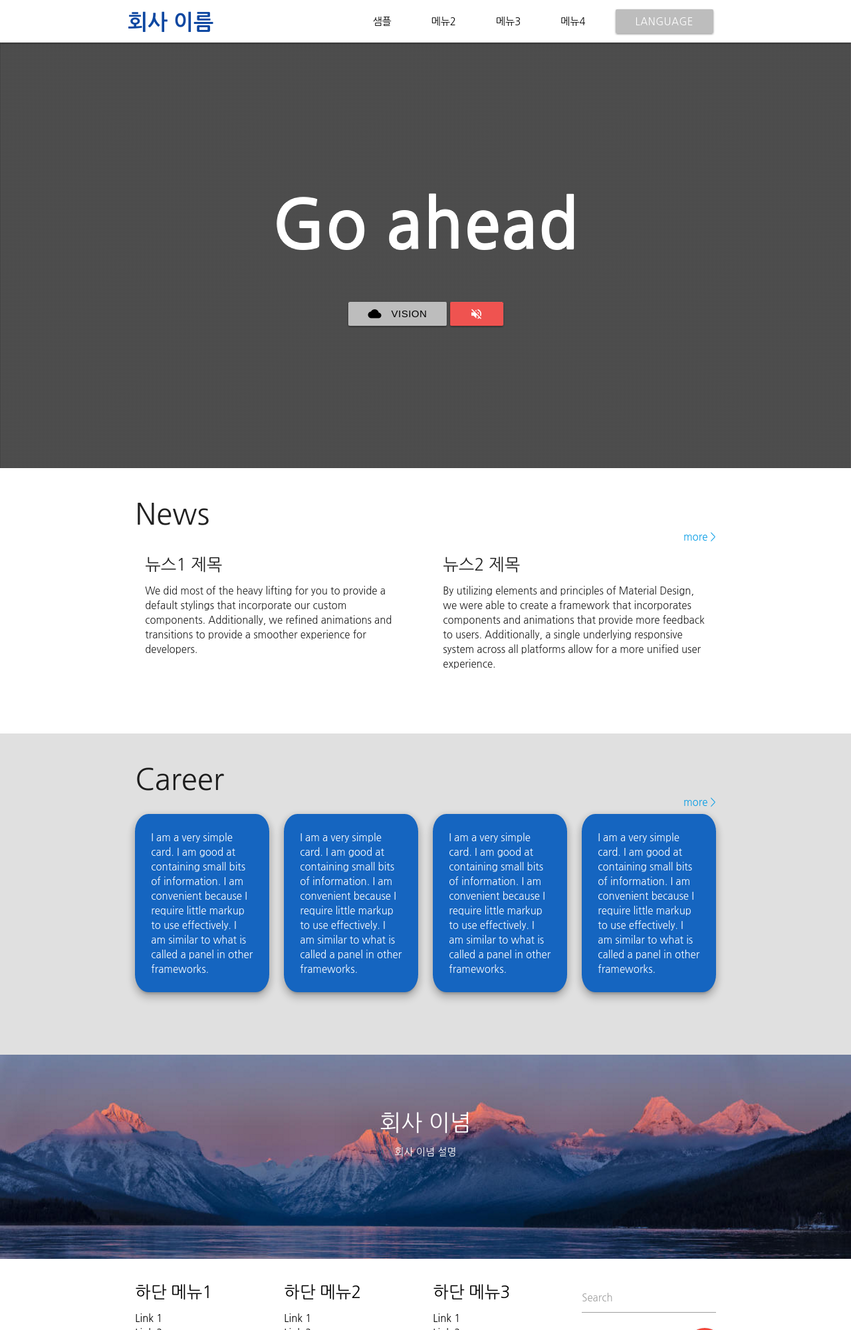 회사 이름
샘플 메뉴2 메뉴3 메뉴4 LANGUAGE
Go ahead
VISION
News
more >
뉴스1 제목
We did most of the heavy lifting for you to provide a
default stylings that incorporate our custom
components. Additionally, we refined animations and
transitions to provide a smoother experience for
developers.
뉴스2 제목
By utilizing elements and principles of Material Design,
we were able to create a framework that incorporates
components and animations that provide more feedback
to users. Additionally, a single underlying responsive
system across all platforms allow for a more unified user
experience.
Career
more >
I am a very simple
card. I am good at
containing small bits
of information. I am
convenient because I
require little markup
to use effectively. I
am similar to what is
called a panel in other
frameworks.
I am a very simple
card. I am good at
containing small bits
of information. I am
convenient because I
require little markup
to use effectively. I
am similar to what is
called a panel in other
frameworks.
I am a very simple
card. I am good at
containing small bits
of information. I am
convenient because I
require little markup
to use effectively. I
am similar to what is
called a panel in other
frameworks.
I am a very simple
card. I am good at
containing small bits
of information. I am
convenient because I
require little markup
to use effectively. I
am similar to what is
called a panel in other
frameworks.
회사 이념
회사 이념 설명
하단 메뉴1
Link 1
하단 메뉴2
Link 1
하단 메뉴3
Link 1
Search